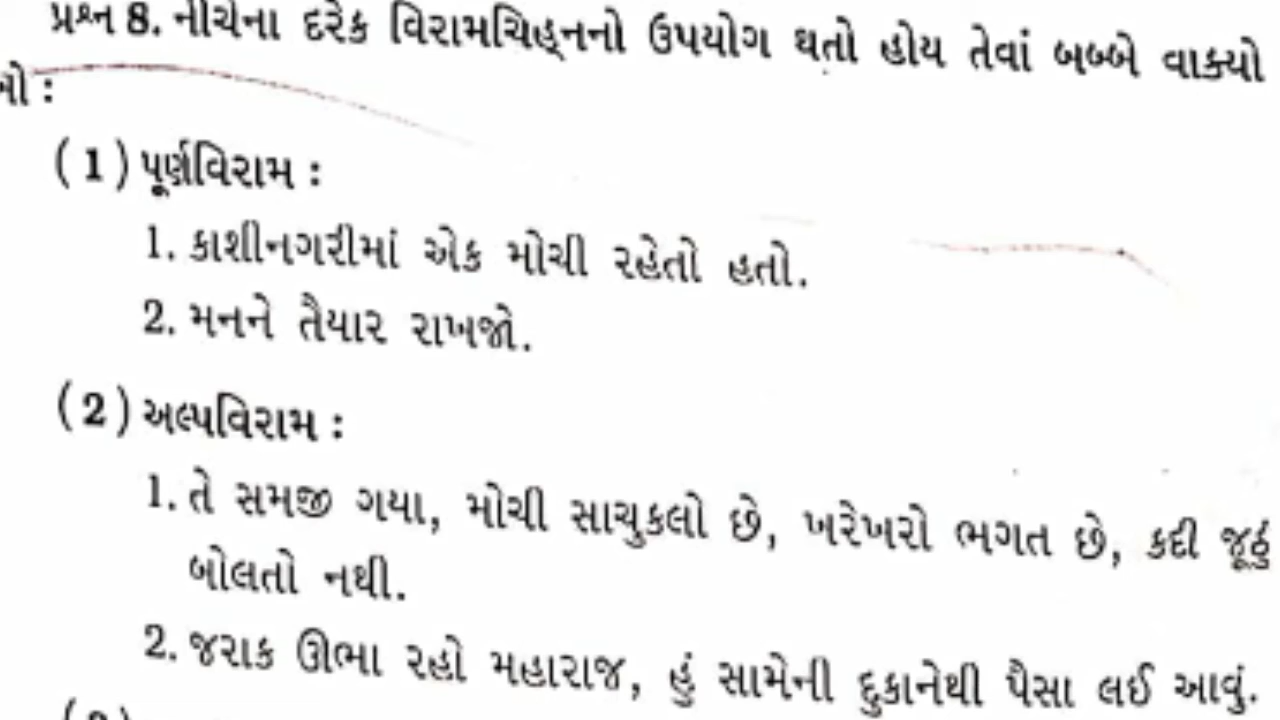 પ્રશ્ન 8. નીચેના દરેક વિરામચિહ્નનો ઉપયોગ થતો હોય તેવાં બબ્બે વાક્યો
(1) પૂર્ણવિરામ :
1. કાશીનગરીમાં એક મોચી રહેતો હતો.
2. મનને તૈયાર રાખજો.
(2) અલ્પવિરામ :
1. તે સમજી ગયા, મોચી સાચુકલો છે, ખરેખરો ભગત છે, કદી જૂઠું
બોલતો નથી.
2. જરાક ઊભા રહો મહારાજ, હું સામેની દુકાનેથી પૈસા લઈ આવું.